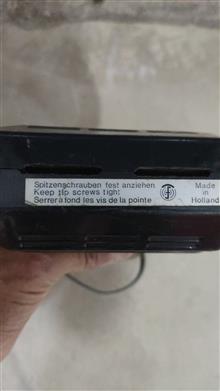 Spitzenschrauben fest anziehen
Keep tip screws tight
Serrer à fond les vis de la pointe
Made
in
Holland